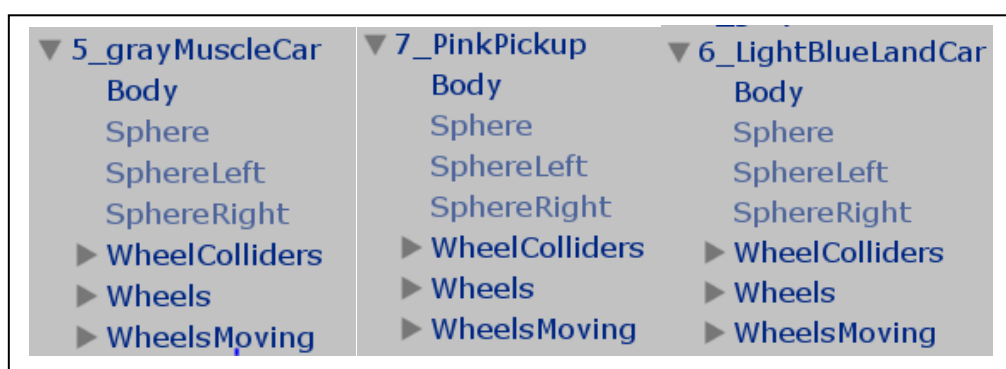 5_grayMuscleCar
Body
Sphere
SphereLeft
SphereRight
WheelColliders
Wheels
WheelsMoving
7_PinkPickup
Body
Sphere
SphereLeft
SphereRight
WheelColliders
Wheels
WheelsMoving
6_LightBlueLandCar
Body
Sphere
SphereLeft
SphereRight
WheelColliders
Wheels
WheelsMoving